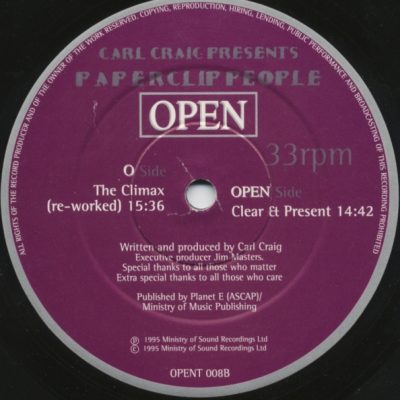 ALL RIGHTS OF THE RECORD PRODUCER AND OF THE OWNER OF THE WORK RESERVED. COPYING, REPRODUCTION, HIRING, LENDING, PUBLIC PERFORMANCE AND BROADCASTING OF THIS RECORDING PROHIBITED
CARL CRAIG PRESENTS
PAPERCLIP PEOPLE
OPEN
33rpm
O Side
The Climax
(re-worked) 15:36
OPEN Side
Clear & Present 14:42
Written and produced by Carl Craig
Executive producer Jim Masters.
Special thanks to all those who matter
Extra special thanks to all those who care
Published by Planet E (ASCAP)/
Ministry of Music Publishing
℗ 1995 Ministry of Sound Recordings Ltd
© 1995 Ministry of Sound Recordings Ltd
OPENT 008B